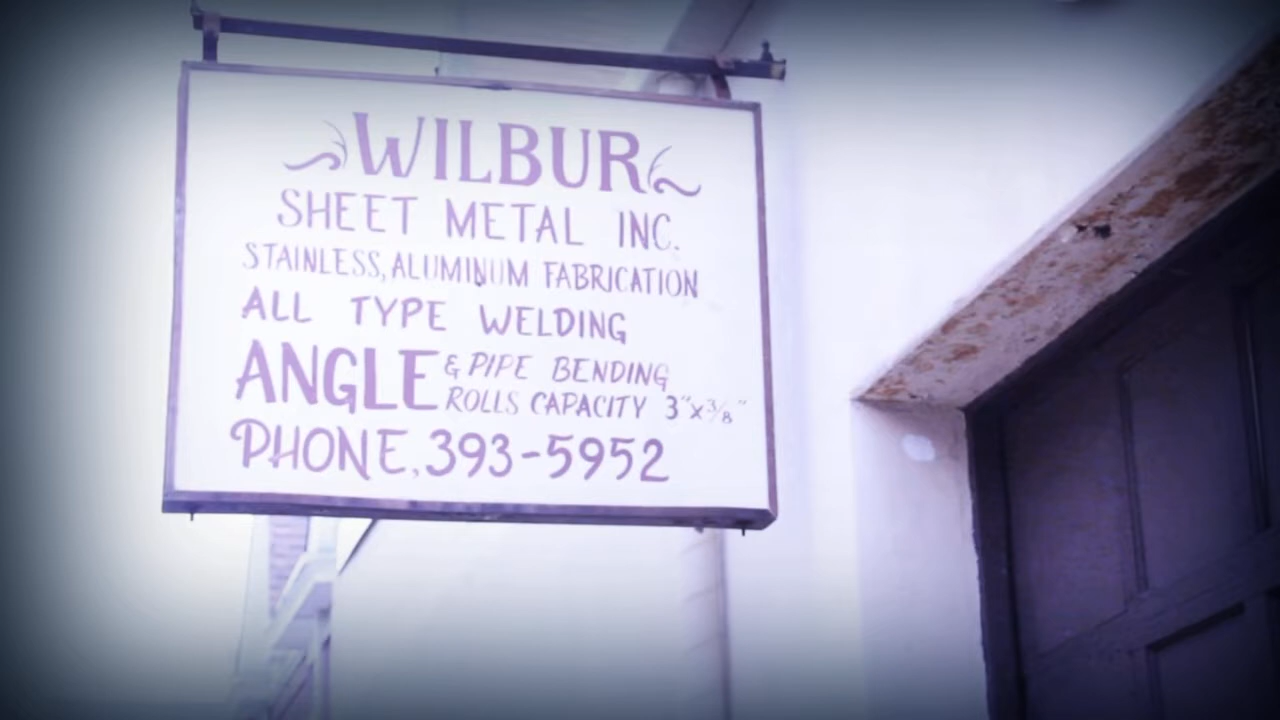 WILBUR
SHEET METAL INC.
STAINLESS, ALUMINUM FABRICATION
ALL TYPE WELDING
ANGLE & PIPE BENDING
ROLLS CAPACITY 3"x3/8"
PHONE, 393-5952